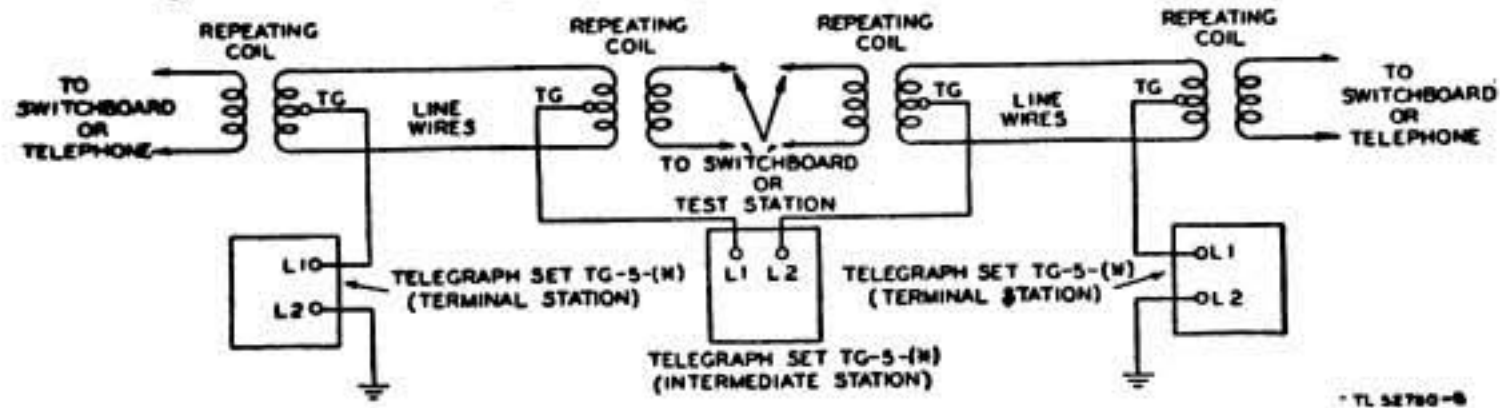 REPEATING
COIL
REPEATING
COIL
REPEATING
COIL
REPEATING
COIL
TO
SWITCHBOARD
OR
TELEPHONE
TG
LINE
WIRES
TG
TO SWITCHBOARD
OR
TEST STATION
TG
LINE
WIRES
TG
TO
SWITCHBOARD
OR
TELEPHONE
L1
L2
TELEGRAPH SET TG-5-(M)
(TERMINAL STATION)
L1 L2
TELEGRAPH SET TG-5-(M)
(INTERMEDIATE STATION)
TELEGRAPH SET TG-5-(M)
(TERMINAL STATION)
L1
L2
TL 52780-B